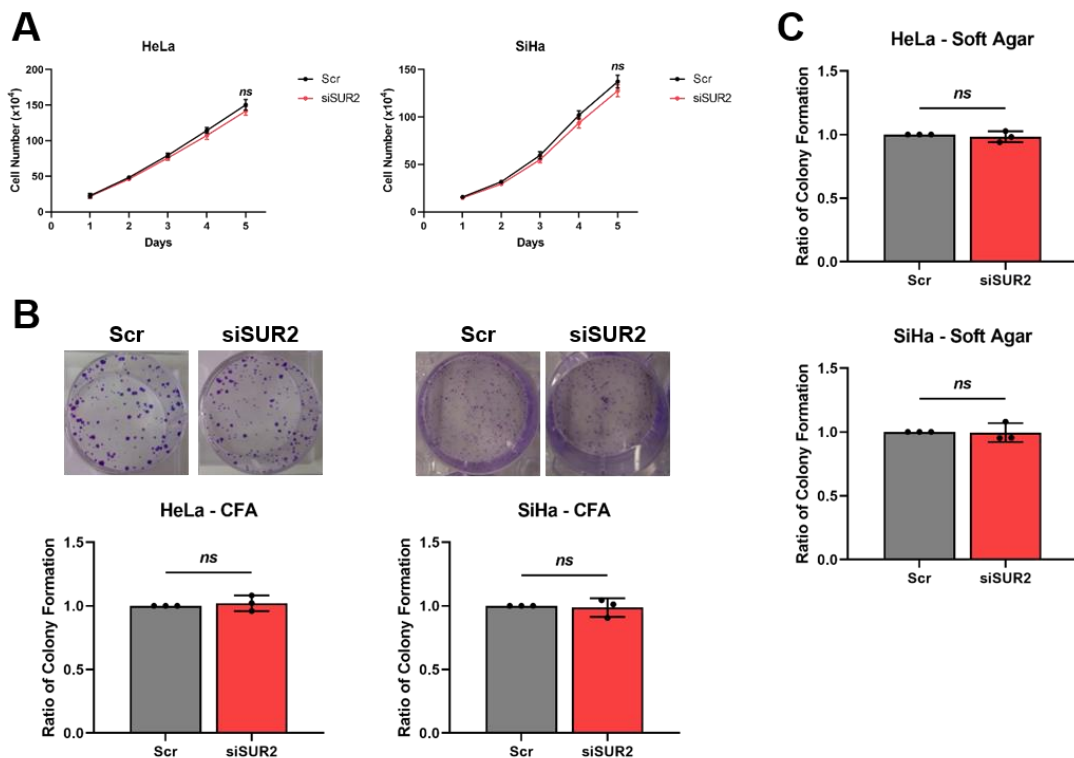 A
HeLa
Cell Number (x10⁴)
200
150
100
50
0
0 1 2 3 4 5
Days
ns
Scr
siSUR2
SiHa
Cell Number (x10⁴)
150
100
50
0
0 1 2 3 4 5
Days
ns
Scr
siSUR2
B
Scr siSUR2
Scr siSUR2
HeLa - CFA
Ratio of Colony Formation
1.5
1.0
0.5
0.0
ns
Scr siSUR2
SiHa - CFA
Ratio of Colony Formation
1.5
1.0
0.5
0.0
ns
Scr siSUR2
C
HeLa - Soft Agar
Ratio of Colony Formation
1.5
1.0
0.5
0.0
ns
Scr siSUR2
SiHa - Soft Agar
Ratio of Colony Formation
1.5
1.0
0.5
0.0
ns
Scr siSUR2